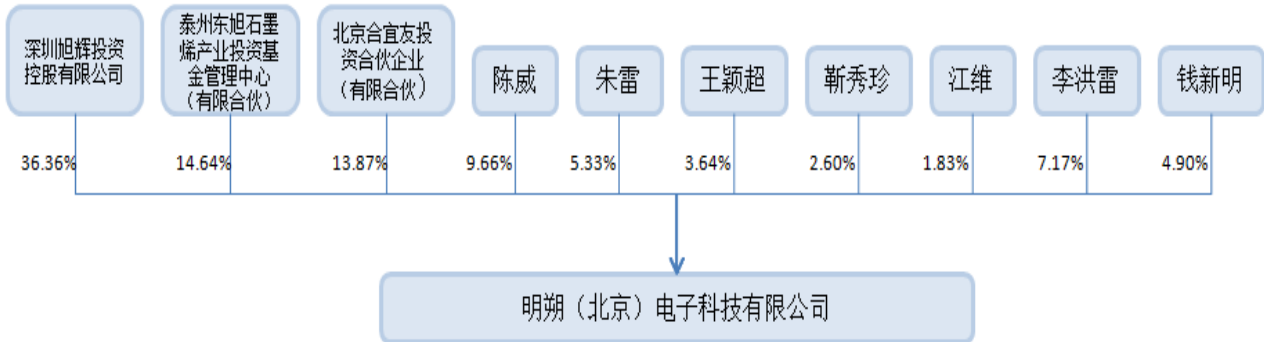 深圳旭辉投资
控股有限公司
泰州东旭石墨
烯产业投资基
金管理中心
（有限合伙）
北京合宜友投
资合伙企业
（有限合伙）
陈威
朱雷
王颖超
靳秀珍
江维
李洪雷
钱新明
36.36%
14.64%
13.87%
9.66%
5.33%
3.64%
2.60%
1.83%
7.17%
4.90%
明朔（北京）电子科技有限公司